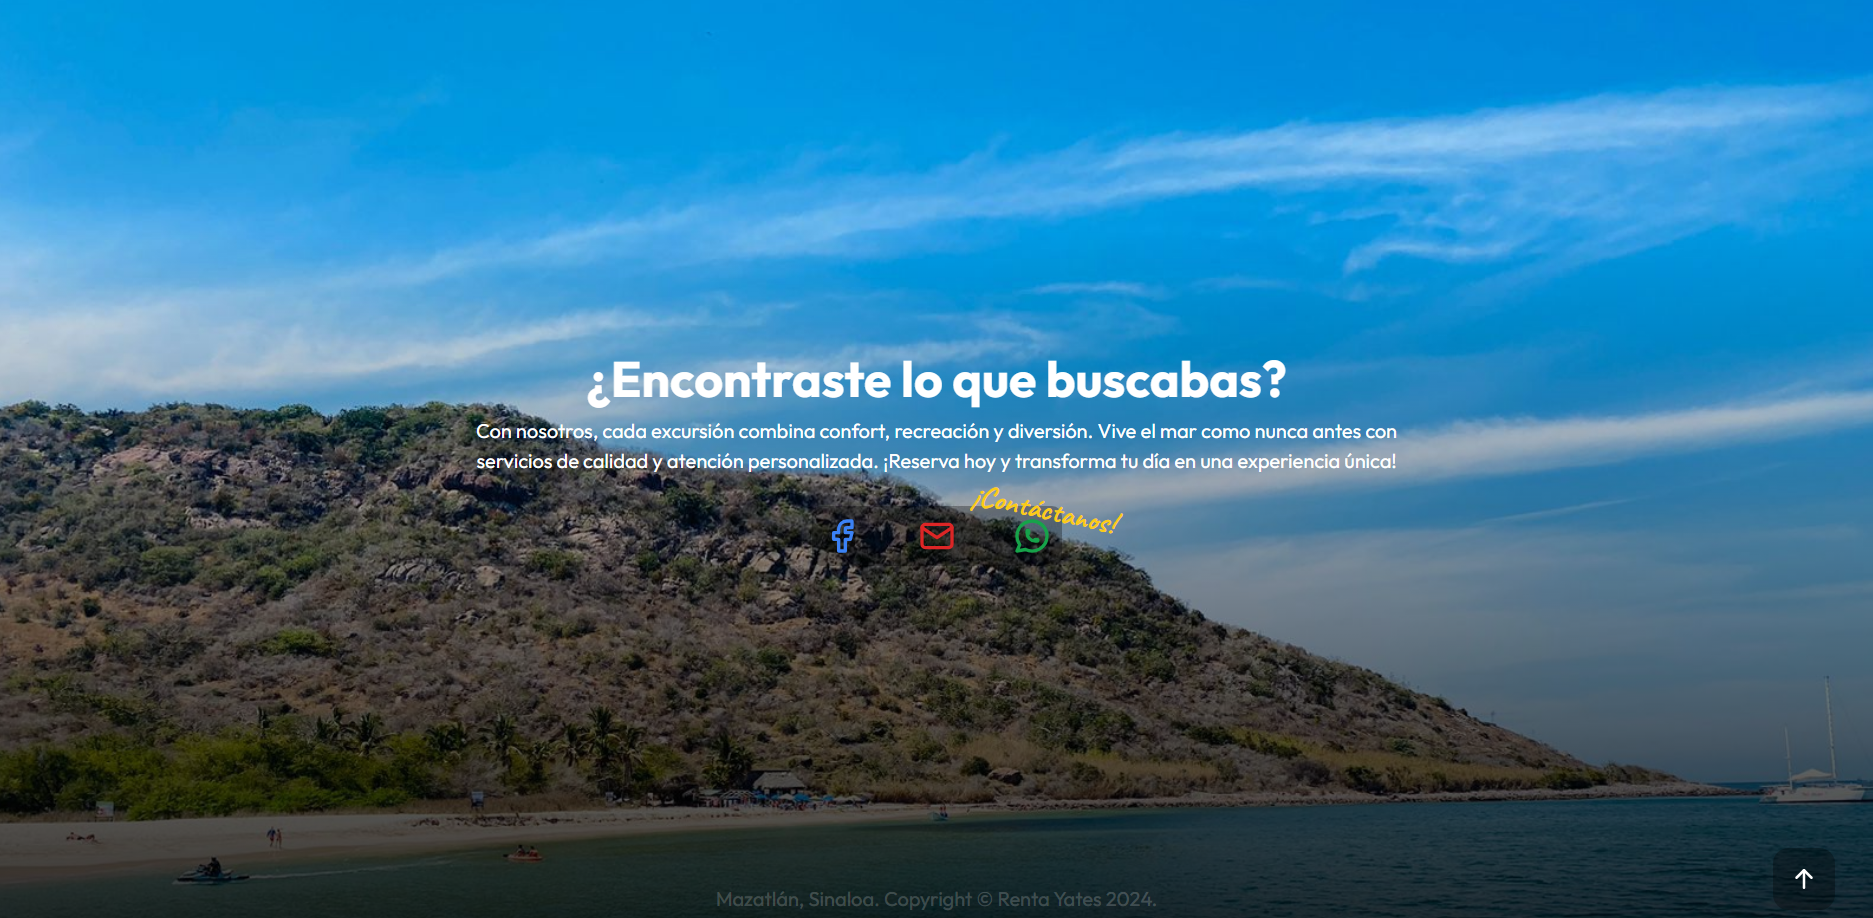 ¿Encontraste lo que buscabas?
Con nosotros, cada excursión combina confort, recreación y diversión. Vive el mar como nunca antes con
servicios de calidad y atención personalizada. ¡Reserva hoy y transforma tu día en una experiencia única!
¡Contáctanos!
Mazatlán, Sinaloa. Copyright © Renta Yates 2024.